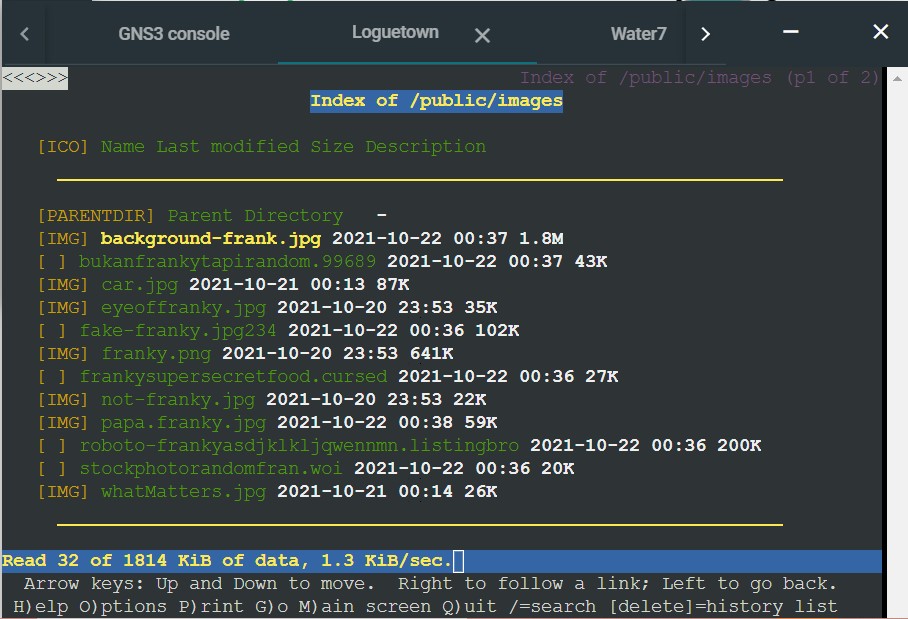 GNS3 console Loguetown Water7
<<<>>> Index of /public/images (p1 of 2)
Index of /public/images
[ICO] Name Last modified Size Description
[PARENTDIR] Parent Directory -
[IMG] background-frank.jpg 2021-10-22 00:37 1.8M
[ ] bukanfrankytapirandom.99689 2021-10-22 00:37 43K
[IMG] car.jpg 2021-10-21 00:13 87K
[IMG] eyeoffranky.jpg 2021-10-20 23:53 35K
[ ] fake-franky.jpg234 2021-10-22 00:36 102K
[IMG] franky.png 2021-10-20 23:53 641K
[ ] frankysupersecretfood.cursed 2021-10-22 00:36 27K
[IMG] not-franky.jpg 2021-10-20 23:53 22K
[IMG] papa.franky.jpg 2021-10-22 00:38 59K
[ ] roboto-frankyasdjklkljqwennmn.listingbro 2021-10-22 00:36 200K
[ ] stockphotorandomfran.woi 2021-10-22 00:36 20K
[IMG] whatMatters.jpg 2021-10-21 00:14 26K
Read 32 of 1814 KiB of data, 1.3 KiB/sec.
Arrow keys: Up and Down to move. Right to follow a link; Left to go back.
H)elp O)ptions P)rint G)o M)ain screen Q)uit /=search [delete]=history list